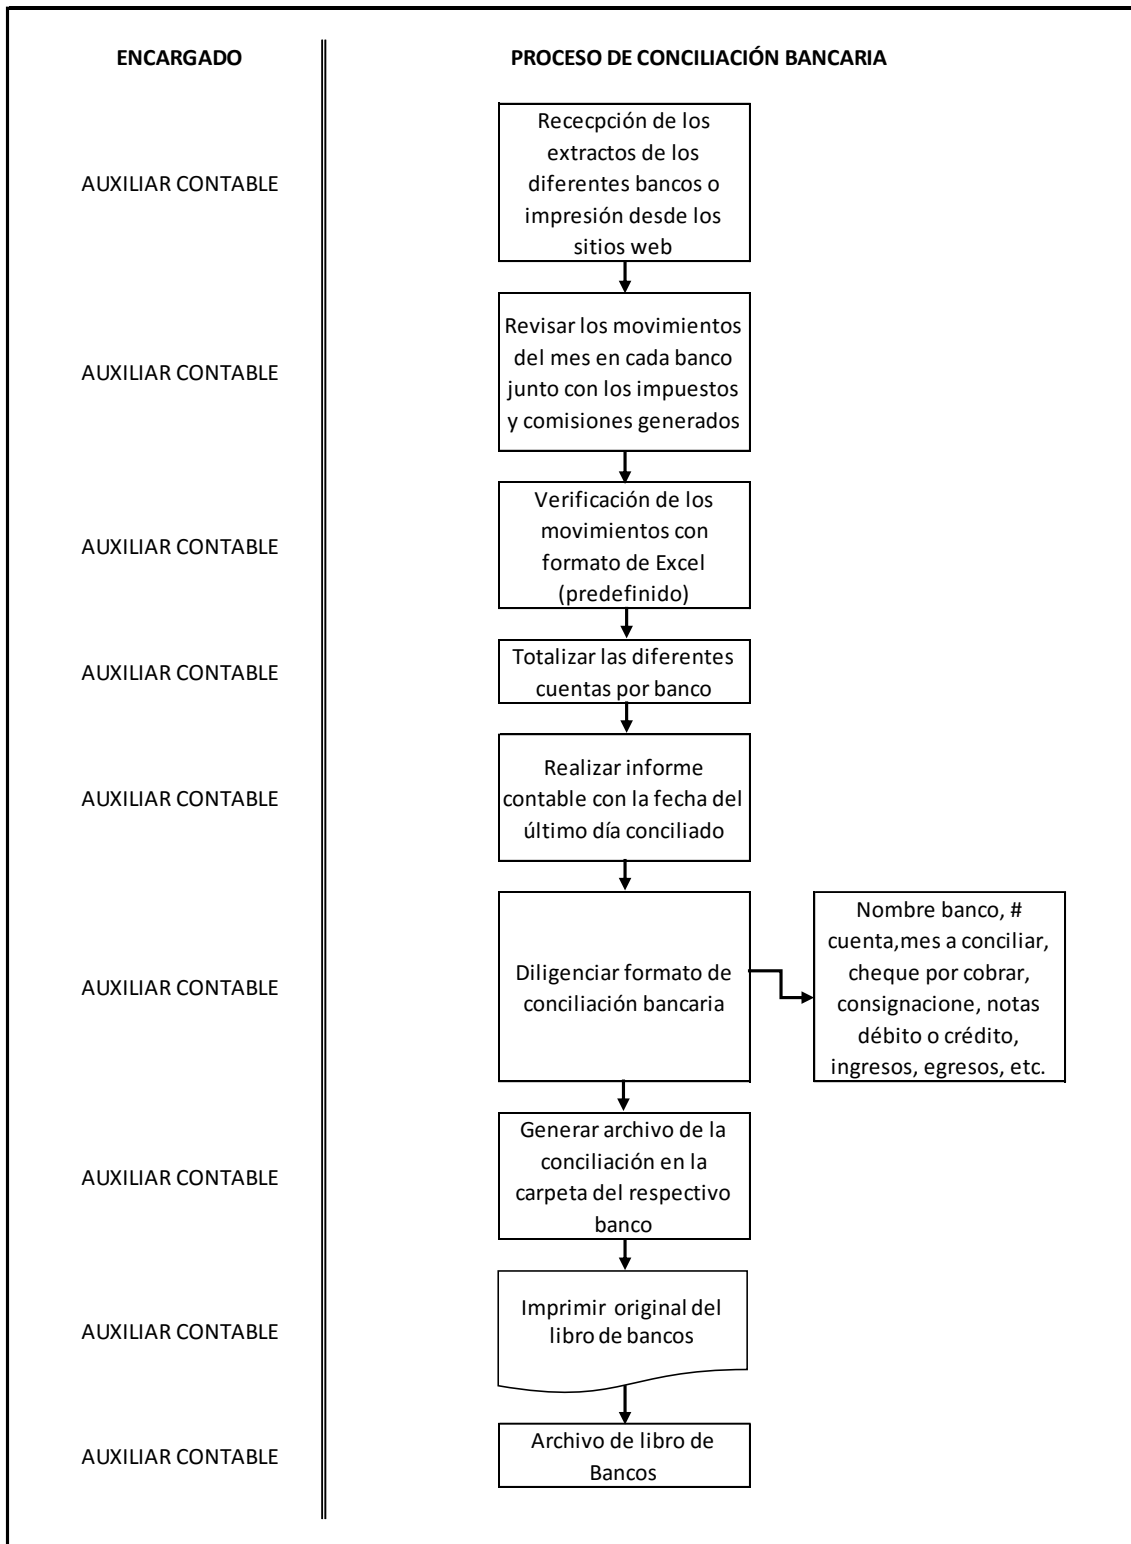 ENCARGADO
PROCESO DE CONCILIACIÓN BANCARIA
AUXILIAR CONTABLE
Rececpción de los
extractos de los
diferentes bancos o
impresión desde los
sitios web
AUXILIAR CONTABLE
Revisar los movimientos
del mes en cada banco
junto con los impuestos
y comisiones generados
AUXILIAR CONTABLE
Verificación de los
movimientos con
formato de Excel
(predefinido)
AUXILIAR CONTABLE
Totalizar las diferentes
cuentas por banco
AUXILIAR CONTABLE
Realizar informe
contable con la fecha del
último día conciliado
AUXILIAR CONTABLE
Diligenciar formato de
conciliación bancaria
Nombre banco, #
cuenta,mes a conciliar,
cheque por cobrar,
consignacione, notas
débito o crédito,
ingresos, egresos, etc.
AUXILIAR CONTABLE
Generar archivo de la
conciliación en la
carpeta del respectivo
banco
AUXILIAR CONTABLE
Imprimir original del
libro de bancos
AUXILIAR CONTABLE
Archivo de libro de
Bancos